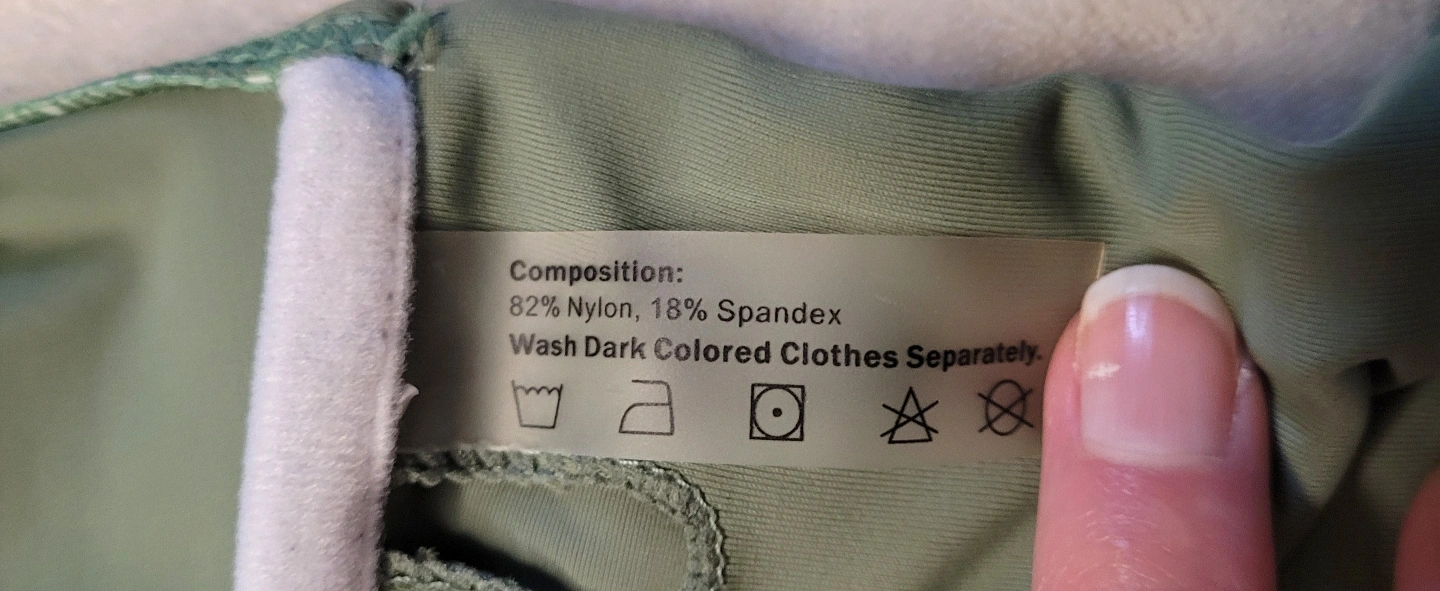 Composition:
82% Nylon, 18% Spandex
Wash Dark Colored Clothes Separately.